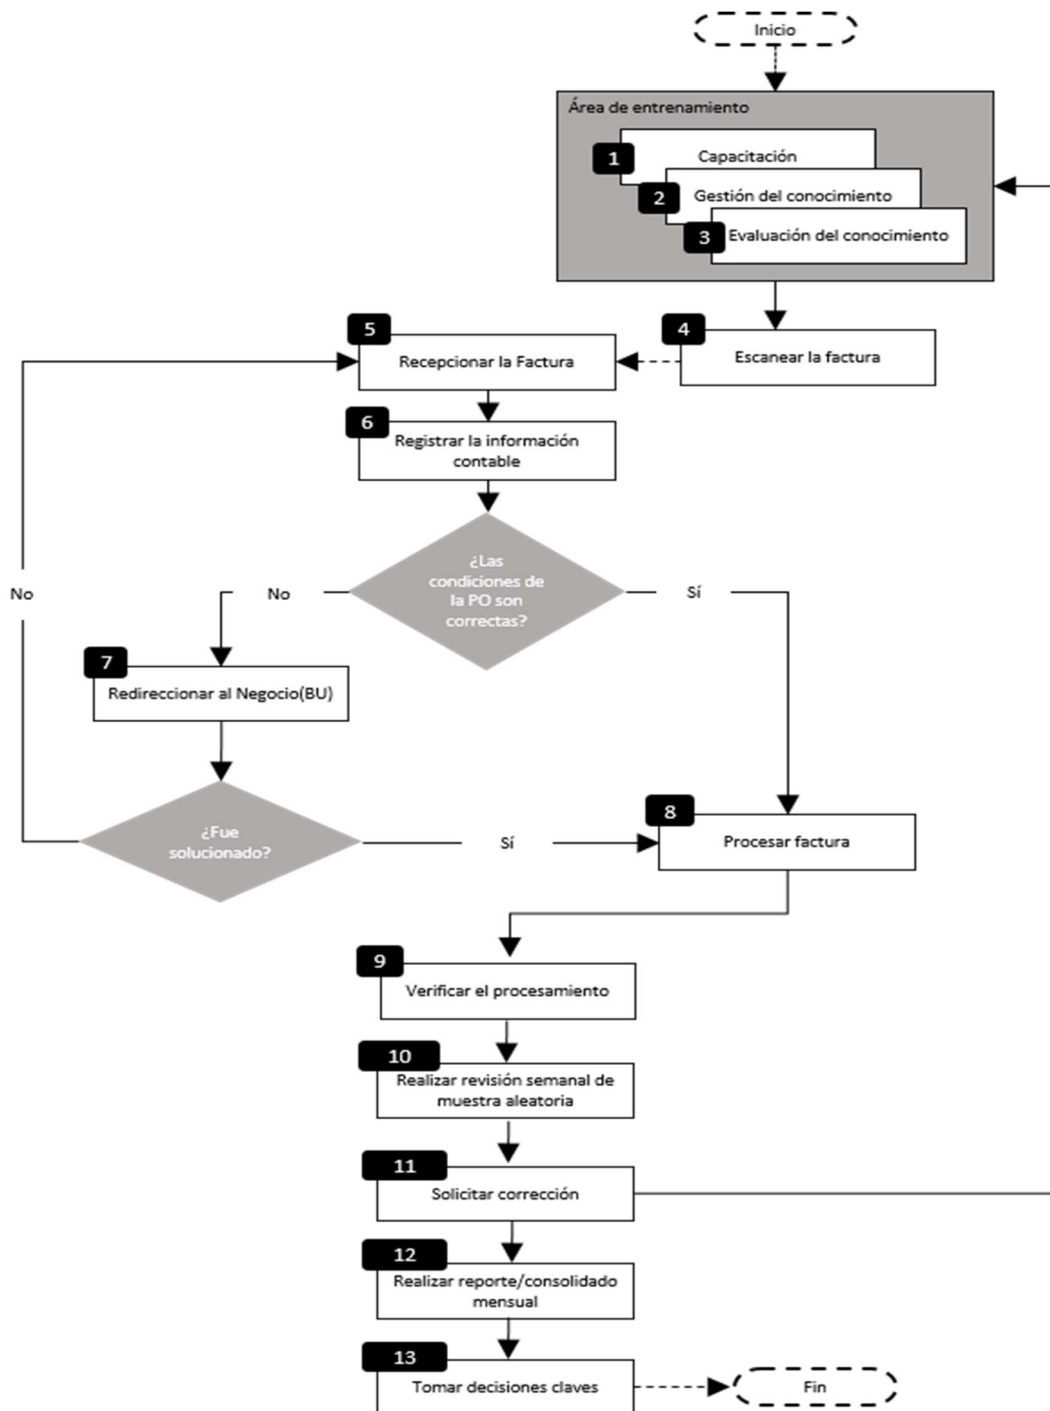 Inicio
Área de entrenamiento
1
Capacitación
2
Gestión del conocimiento
3
Evaluación del conocimiento
4
Escanear la factura
5
Recepcionar la Factura
6
Registrar la información
contable
¿Las
condiciones de
la PO son
correctas?
No
No
Sí
7
Redireccionar al Negocio(BU)
¿Fue
solucionado?
Sí
8
Procesar factura
9
Verificar el procesamiento
10
Realizar revisión semanal de
muestra aleatoria
11
Solicitar corrección
12
Realizar reporte/consolidado
mensual
13
Tomar decisiones claves
Fin